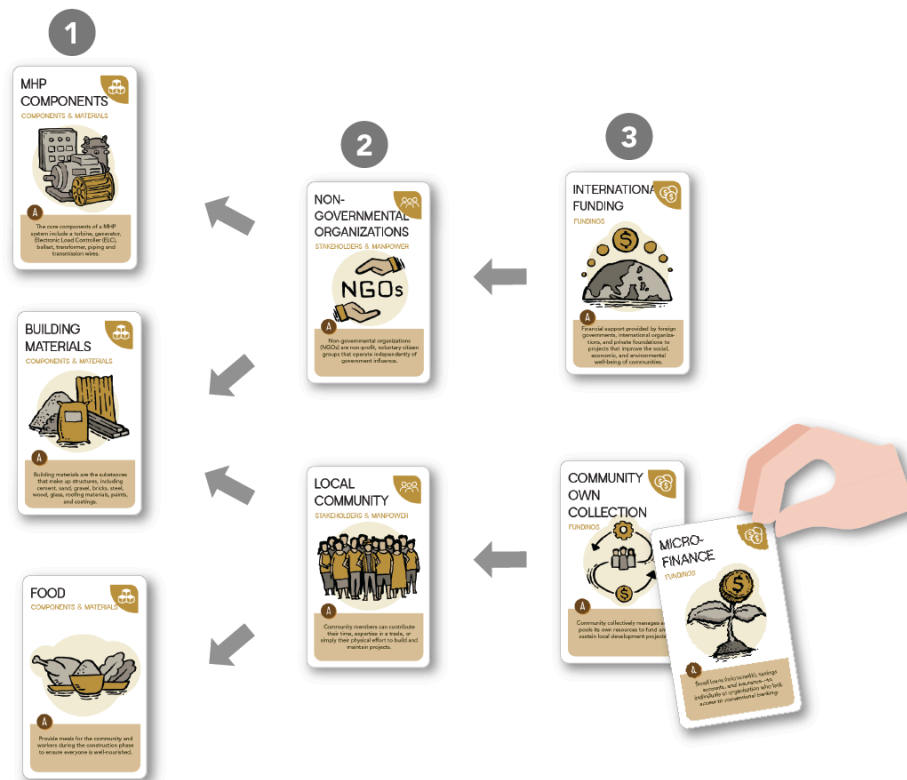 1
MHP
COMPONENTS
COMPONENTS & MATERIALS
A
The core components of a MHP
system include a turbine, generator,
Electronic Load Controller (ELC),
ballast, transformer, piping and
transmission wires.
BUILDING
MATERIALS
COMPONENTS & MATERIALS
A
Building materials are the substances
that make up structures, including
cement, sand, gravel, bricks, steel,
wood, glass, roofing materials, paints,
and coatings.
FOOD
COMPONENTS & MATERIALS
A
Provide meals for the community and
workers during the construction phase
to ensure everyone is well-nourished.
2
NON-
GOVERNMENTAL
ORGANIZATIONS
STAKEHOLDERS & MANPOWER
NGOs
A
Non-governmental organizations
(NGOs) are non-profit, voluntary citizen
groups that operate independently of
government influence.
LOCAL
COMMUNITY
STAKEHOLDERS & MANPOWER
A
Community members can contribute
their time, expertise in a trade, or
simply their physical effort to build and
maintain projects.
3
INTERNATIONAL
FUNDING
FUNDINGS
$
A
Financial support provided by foreign
governments, international organiza-
tions, and private foundations to
projects that improve the social,
economic, and environmental
well-being of communities.
COMMUNITY
OWN
COLLECTION
FUNDINGS
$
A
Community collectively manages
pools its own resources to fund
sustain local development projects
MICRO-
FINANCE
FUNDINGS
$
A
Small loans (microcredit), savings
accounts, and insurance—to
individuals or organisation who lack
access to conventional banking.